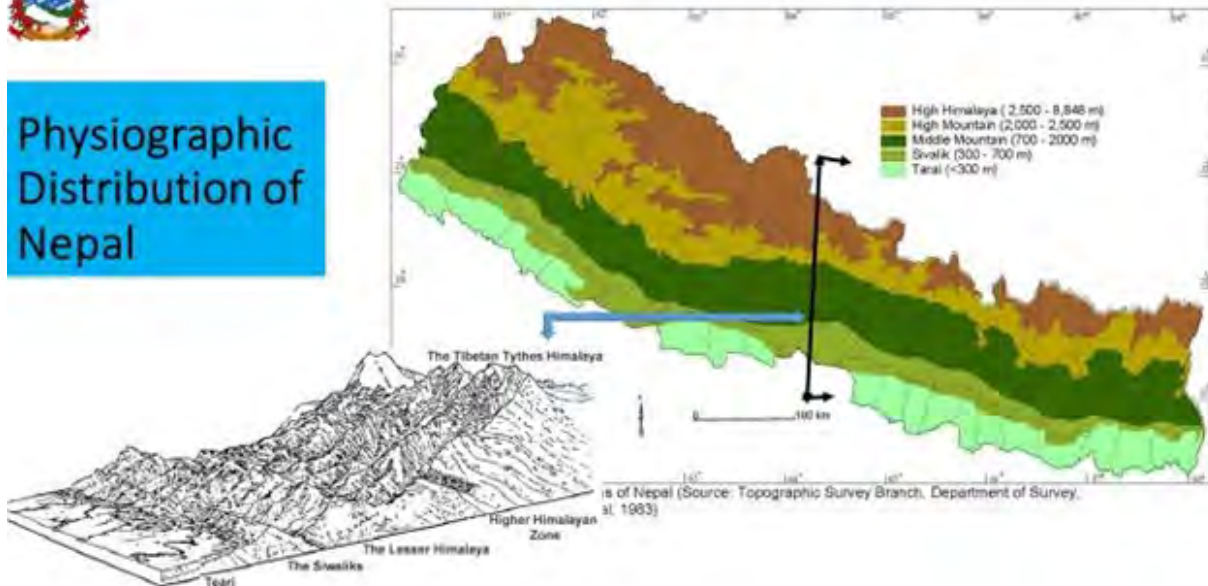 Physiographic
Distribution of
Nepal
High Himalaya ( 2,500 - 8,848 m)
High Mountain (2,000 - 2,500 m)
Middle Mountain (700 - 2000 m)
Sivalik (300 - 700 m)
Tarai (<300 m)
The Tibetan Tythes Himalaya
0
100 km
s of Nepal (Source: Topographic Survey Branch, Department of Survey,
al, 1983)
Higher Himalayan
Zone
The Lesser Himalaya
The Siwaliks
Teari